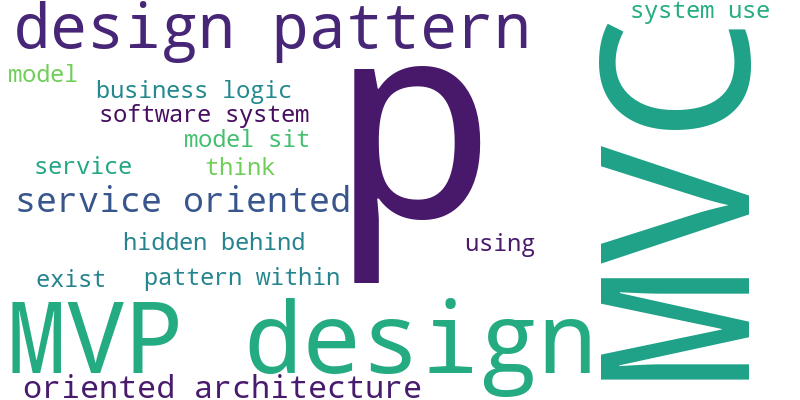 system use
design pattern
model
business logic
software system
model sit
service
think
service oriented
p
MVC
hidden behind
using
exist
pattern within
MVP design
oriented architecture